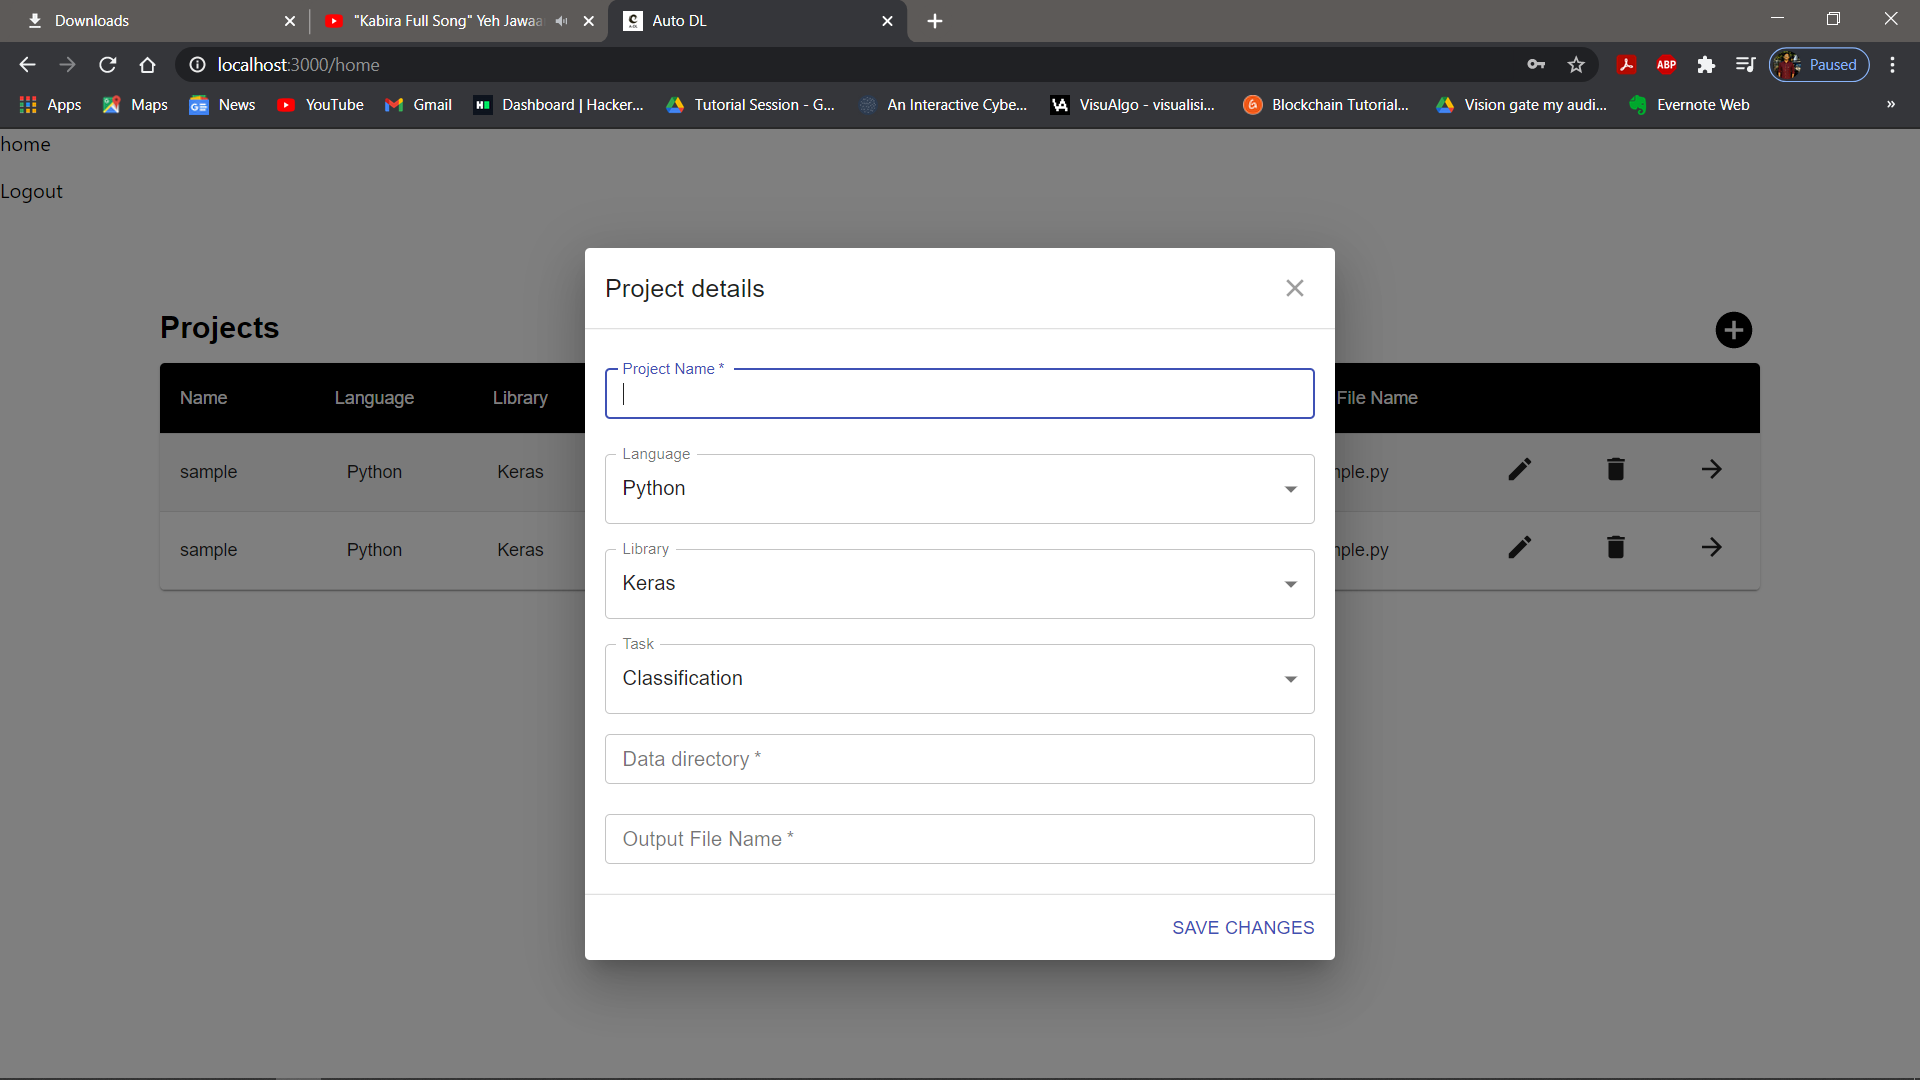 Downloads
"Kabira Full Song" Yeh Jawaa
Auto DL
localhost:3000/home
ABP
Paused
Apps
Maps
News
YouTube
Gmail
Dashboard | Hacker...
Tutorial Session - G...
An Interactive Cybe...
VisuAlgo - visualisi...
Blockchain Tutorial...
Vision gate my audi...
Evernote Web
»
home
Logout
Projects
Name Language Library File Name
sample Python Keras mple.py
sample Python Keras mple.py
Project details
Project Name *
Language
Python
Library
Keras
Task
Classification
Data directory *
Output File Name *
SAVE CHANGES